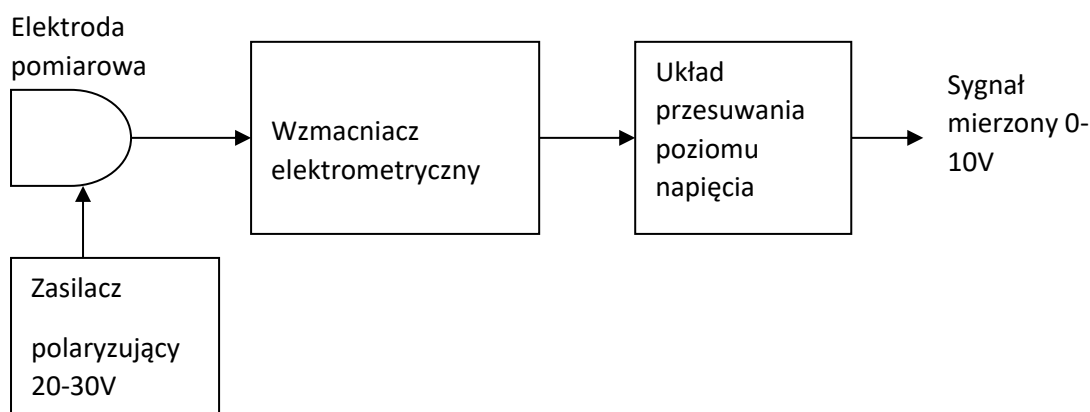 Elektroda
pomiarowa
Wzmacniacz
elektrometryczny
Układ
przesuwania
poziomu
napięcia
Sygnał
mierzony 0-
10V
Zasilacz
polaryzujący
20-30V